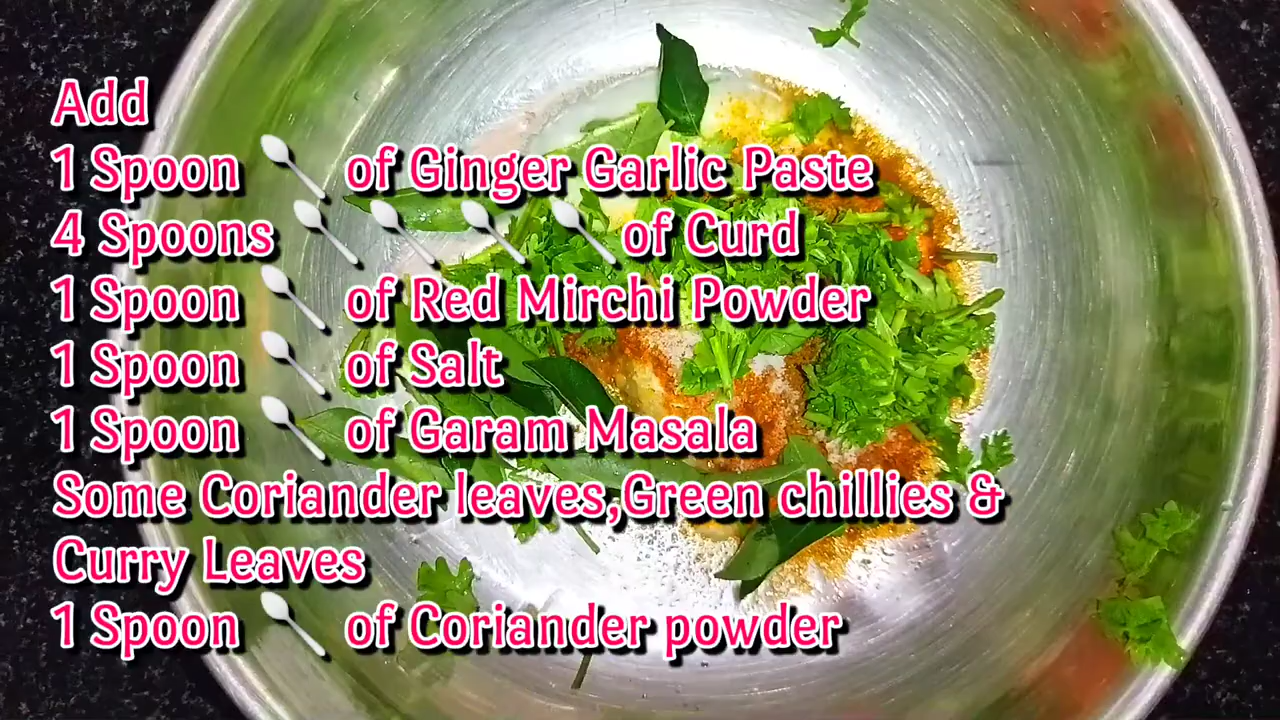 Add
1 Spoon 🥄 of Ginger Garlic Paste
4 Spoons 🥄 🥄 🥄 🥄 of Curd
1 Spoon 🥄 of Red Mirchi Powder
1 Spoon 🥄 of Salt
1 Spoon 🥄 of Garam Masala
Some Coriander leaves,Green chillies &
Curry Leaves
1 Spoon 🥄 of Coriander powder